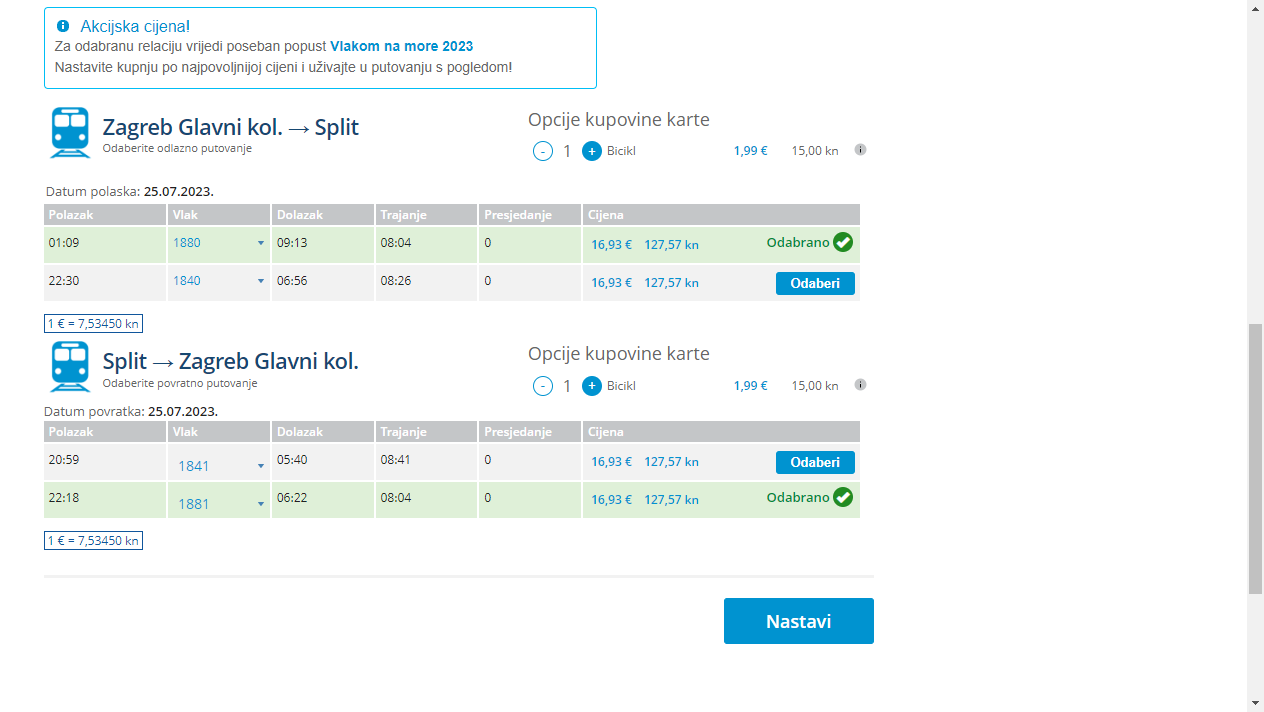 Akcijska cijena!
Za odabranu relaciju vrijedi poseban popust Vlakom na more 2023
Nastavite kupnju po najpovoljnijoj cijeni i uživajte u putovanju s pogledom!
Zagreb Glavni kol. → Split
Odaberite odlazno putovanje
Opcije kupovine karte
- 1 + Bicikl 1,99 € 15,00 kn i
Datum polaska: 25.07.2023.
Polazak Vlak Dolazak Trajanje Presjedanje Cijena
01:09 1880 09:13 08:04 0 16,93 € 127,57 kn Odabrano
22:30 1840 06:56 08:26 0 16,93 € 127,57 kn Odaberi
1 € = 7,53450 kn
Split → Zagreb Glavni kol.
Odaberite povratno putovanje
Opcije kupovine karte
- 1 + Bicikl 1,99 € 15,00 kn i
Datum povratka: 25.07.2023.
Polazak Vlak Dolazak Trajanje Presjedanje Cijena
20:59 1841 05:40 08:41 0 16,93 € 127,57 kn Odaberi
22:18 1881 06:22 08:04 0 16,93 € 127,57 kn Odabrano
1 € = 7,53450 kn
Nastavi